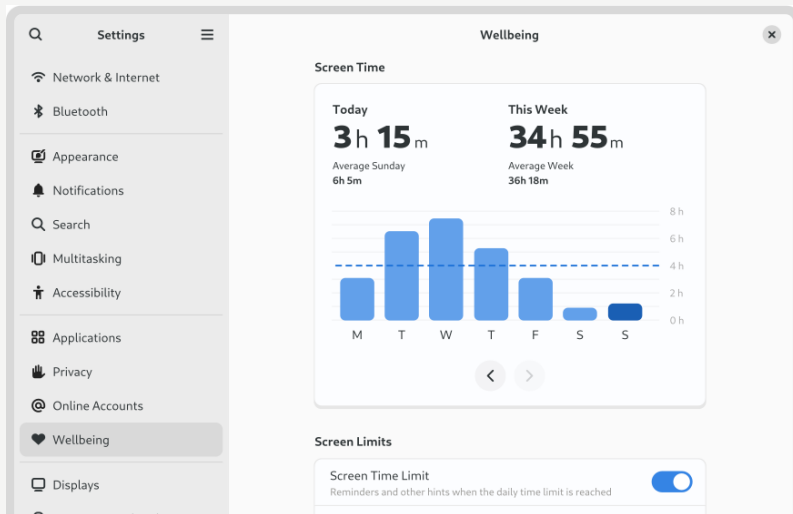 Settings
Wellbeing
Network & Internet
Bluetooth
Appearance
Notifications
Search
Multitasking
Accessibility
Applications
Privacy
Online Accounts
Wellbeing
Displays
Screen Time
Today
This Week
3h 15m
34h 55m
Average Sunday
Average Week
6h 5m
36h 18m
8 h
6 h
4 h
2 h
0 h
M T W T F S S
Screen Limits
Screen Time Limit
Reminders and other hints when the daily time limit is reached